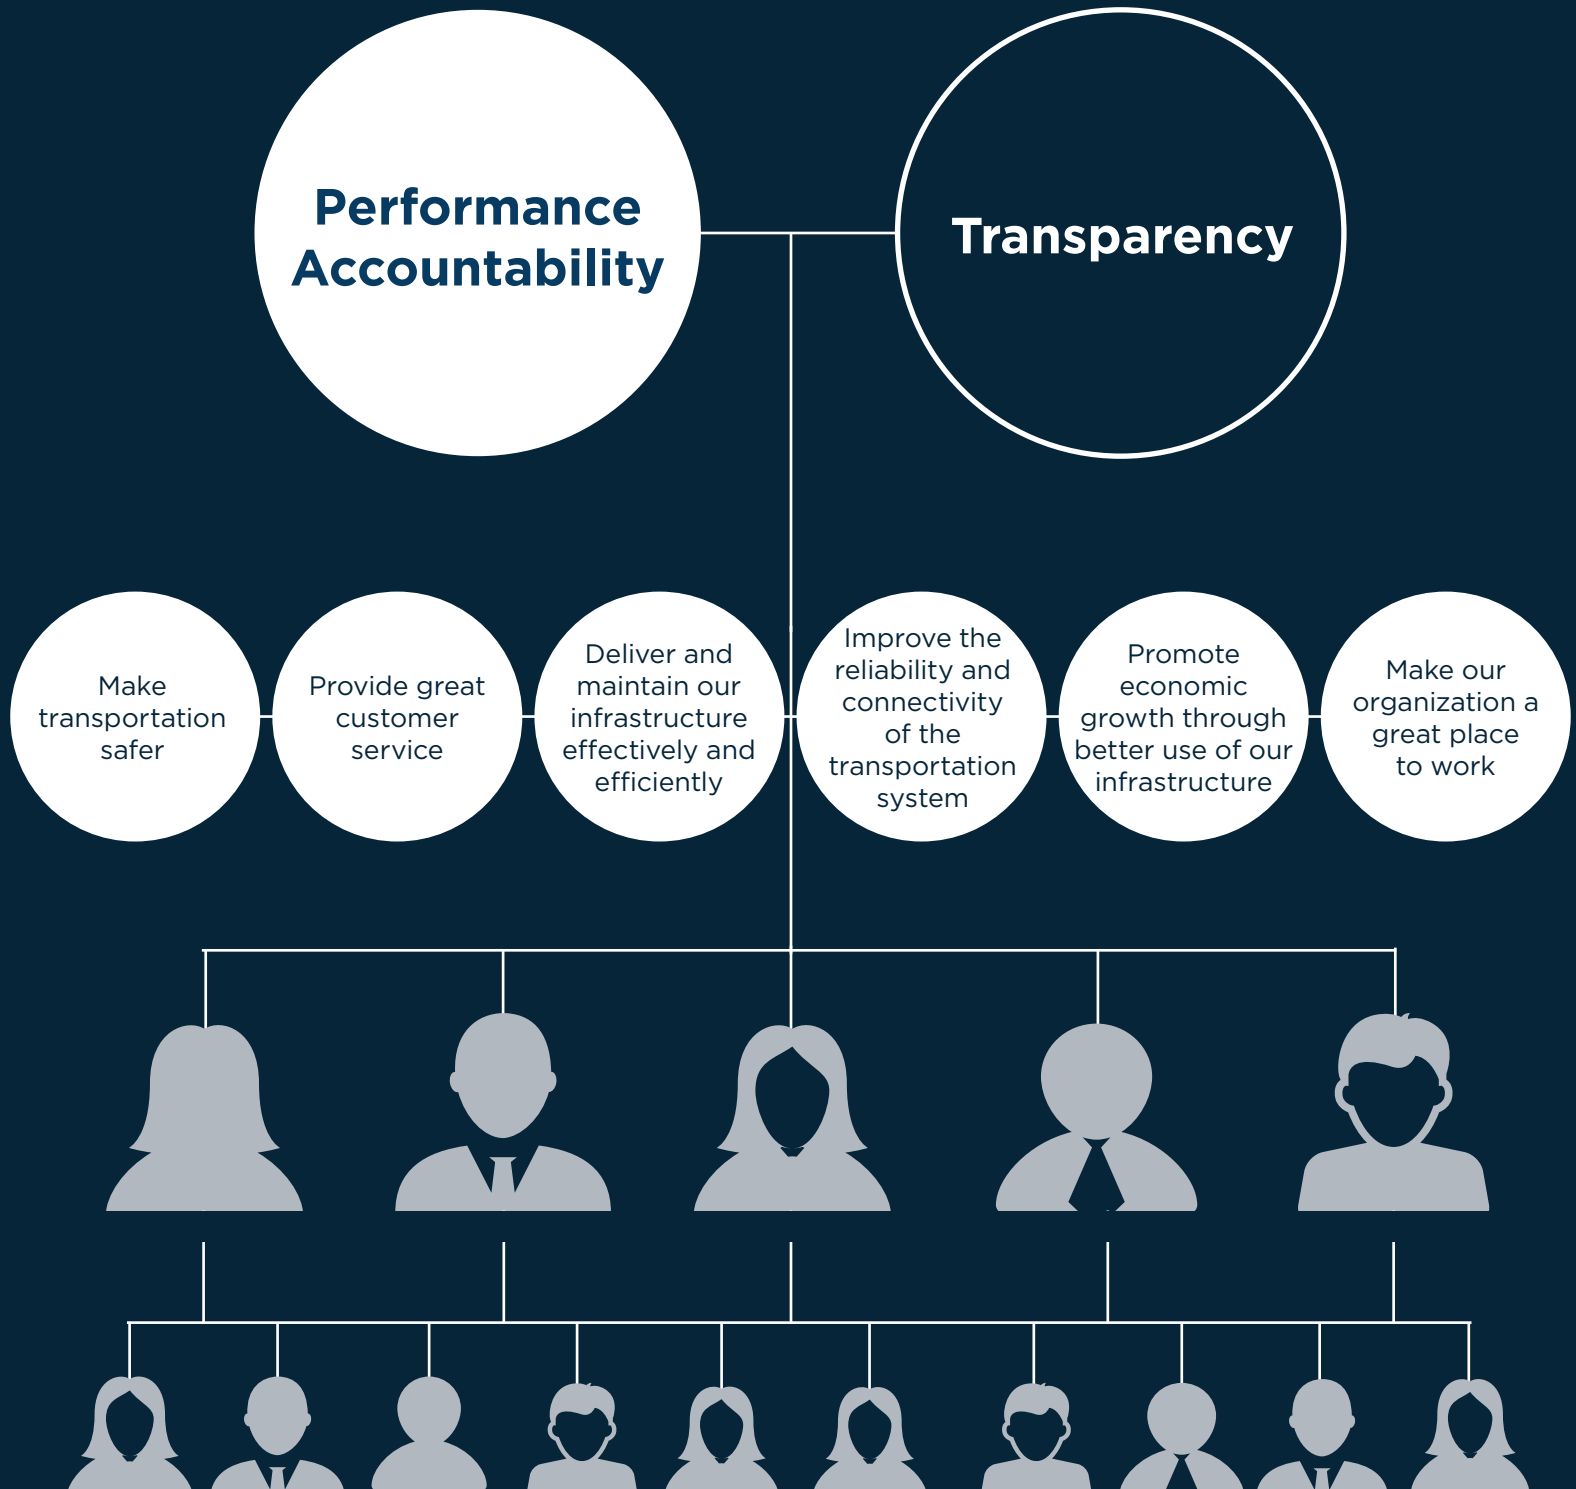 Performance
Accountability
Transparency
Make
transportation
safer
Provide great
customer
service
Deliver and
maintain our
infrastructure
effectively and
efficiently
Improve the
reliability and
connectivity
of the
transportation
system
Promote
economic
growth through
better use of our
infrastructure
Make our
organization a
great place
to work